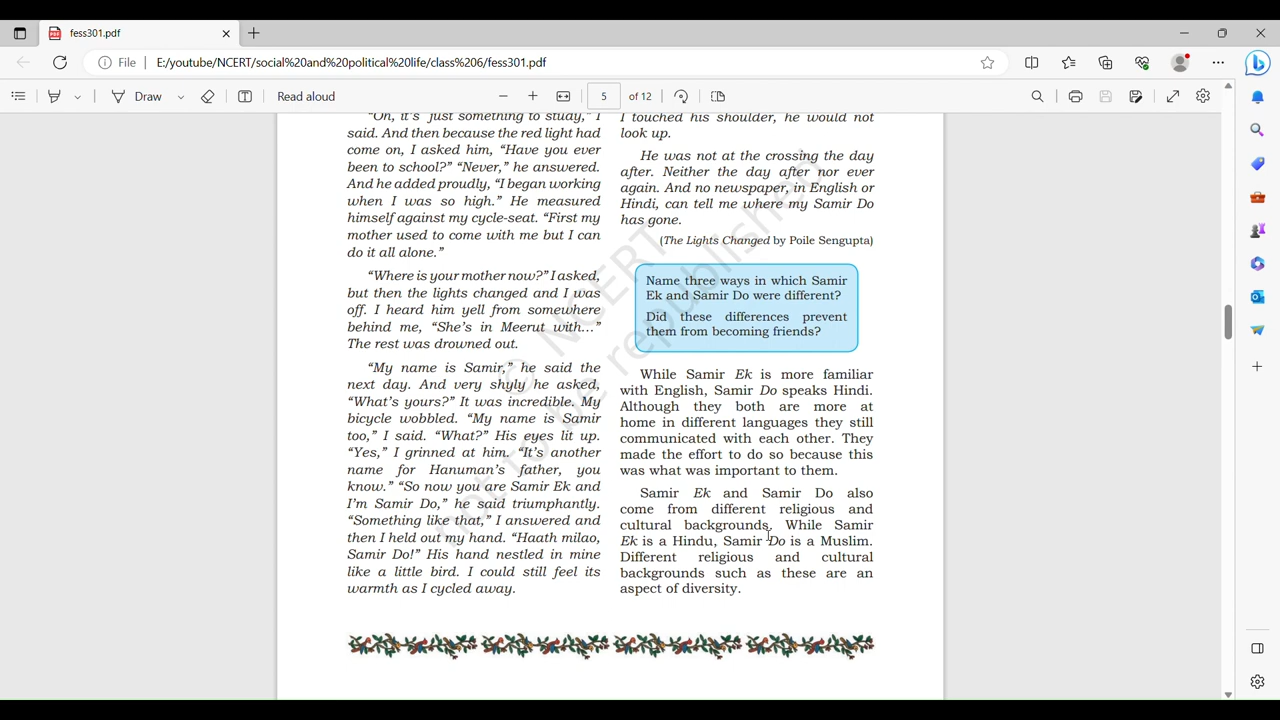 fess301.pdf
File
E:/youtube/NCERT/social%20and%20political%20life/class%206/fess301.pdf
Draw
Read aloud
5
of 12
"Oh, it's just something to study," I
said. And then because the red light had
come on, I asked him, "Have you ever
been to school?" "Never," he answered.
And he added proudly, "I began working
when I was so high." He measured
himself against my cycle-seat. "First my
mother used to come with me but I can
do it all alone."
"Where is your mother now?" I asked,
but then the lights changed and I was
off. I heard him yell from somewhere
behind me, "She's in Meerut with..."
The rest was drowned out.
"My name is Samir," he said the
next day. And very shyly he asked,
"What's yours?" It was incredible. My
bicycle wobbled. "My name is Samir
too," I said. "What?" His eyes lit up.
"Yes," I grinned at him. "It's another
name for Hanuman's father, you
know." "So now you are Samir Ek and
I'm Samir Do," he said triumphantly.
"Something like that," I answered and
then I held out my hand. "Haath milao,
Samir Do!" His hand nestled in mine
like a little bird. I could still feel its
warmth as I cycled away.
I touched his shoulder, he would not
look up.
He was not at the crossing the day
after. Neither the day after nor ever
again. And no newspaper, in English or
Hindi, can tell me where my Samir Do
has gone.
(The Lights Changed by Poile Sengupta)
Name three ways in which Samir
Ek and Samir Do were different?
Did these differences prevent
them from becoming friends?
While Samir Ek is more familiar
with English, Samir Do speaks Hindi.
Although they both are more at
home in different languages they still
communicated with each other. They
made the effort to do so because this
was what was important to them.
Samir Ek and Samir Do also
come from different religious and
cultural backgrounds. While Samir
Ek is a Hindu, Samir Do is a Muslim.
Different religious and cultural
backgrounds such as these are an
aspect of diversity.
© NCERT
not to be republished